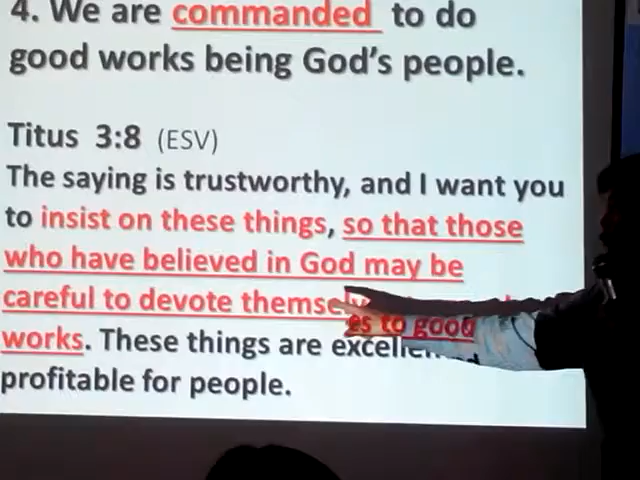 4. We are commanded to do
good works being God's people.
Titus 3:8 (ESV)
The saying is trustworthy, and I want you
to insist on these things, so that those
who have believed in God may be
careful to devote themselves to good
works. These things are excellent
profitable for people.